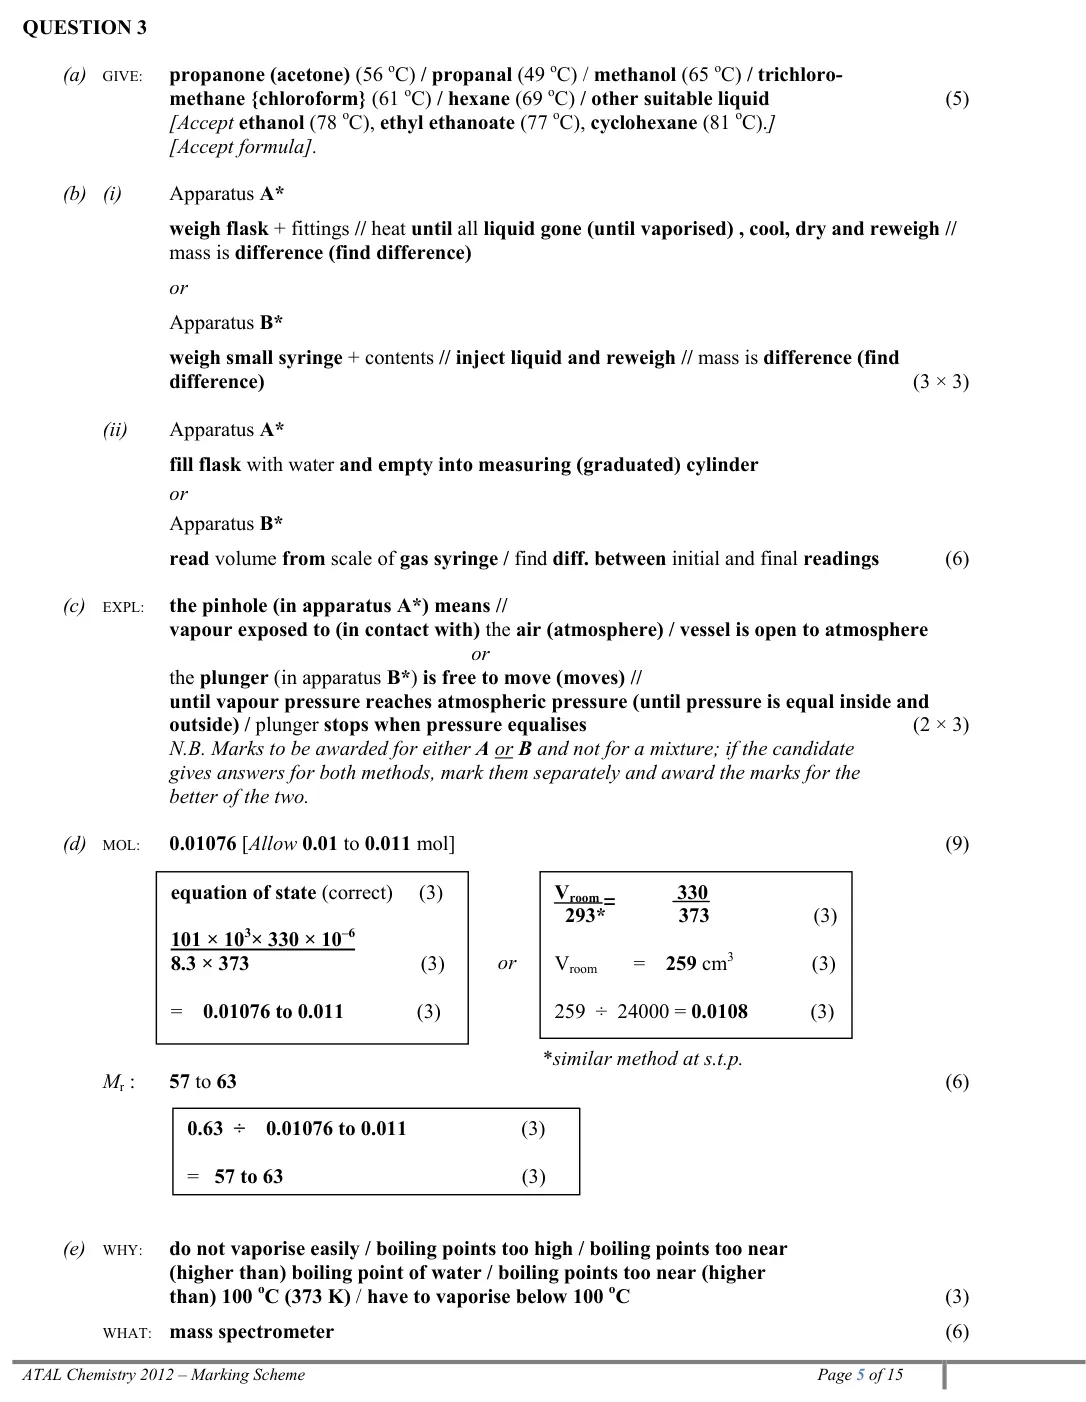 QUESTION 3
(a) GIVE: propanone (acetone) (56 °C) / propanal (49 °C) / methanol (65 °C) / trichloro-
methane {chloroform} (61 °C) / hexane (69 °C) / other suitable liquid (5)
[Accept ethanol (78 °C), ethyl ethanoate (77 °C), cyclohexane (81 °C).]
[Accept formula].
(b) (i) Apparatus A*
weigh flask + fittings // heat until all liquid gone (until vaporised) , cool, dry and reweigh //
mass is difference (find difference)
or
Apparatus B*
weigh small syringe + contents // inject liquid and reweigh // mass is difference (find
difference) (3 × 3)
(ii) Apparatus A*
fill flask with water and empty into measuring (graduated) cylinder
or
Apparatus B*
read volume from scale of gas syringe / find diff. between initial and final readings (6)
(c) EXPL: the pinhole (in apparatus A*) means //
vapour exposed to (in contact with) the air (atmosphere) / vessel is open to atmosphere
or
the plunger (in apparatus B*) is free to move (moves) //
until vapour pressure reaches atmospheric pressure (until pressure is equal inside and
outside) / plunger stops when pressure equalises (2 × 3)
N.B. Marks to be awarded for either A or B and not for a mixture; if the candidate
gives answers for both methods, mark them separately and award the marks for the
better of the two.
(d) MOL: 0.01076 [Allow 0.01 to 0.011 mol] (9)
equation of state (correct) (3)
101 × 10³× 330 × 10⁻⁶
8.3 × 373 (3)
= 0.01076 to 0.011 (3)
or
Vroom = 330
293* 373 (3)
Vroom = 259 cm³ (3)
259 ÷ 24000 = 0.0108 (3)
*similar method at s.t.p.
Mr : 57 to 63 (6)
0.63 ÷ 0.01076 to 0.011 (3)
= 57 to 63 (3)
(e) WHY: do not vaporise easily / boiling points too high / boiling points too near
(higher than) boiling point of water / boiling points too near (higher
than) 100 °C (373 K) / have to vaporise below 100 °C (3)
WHAT: mass spectrometer (6)
ATAL Chemistry 2012 – Marking Scheme Page 5 of 15